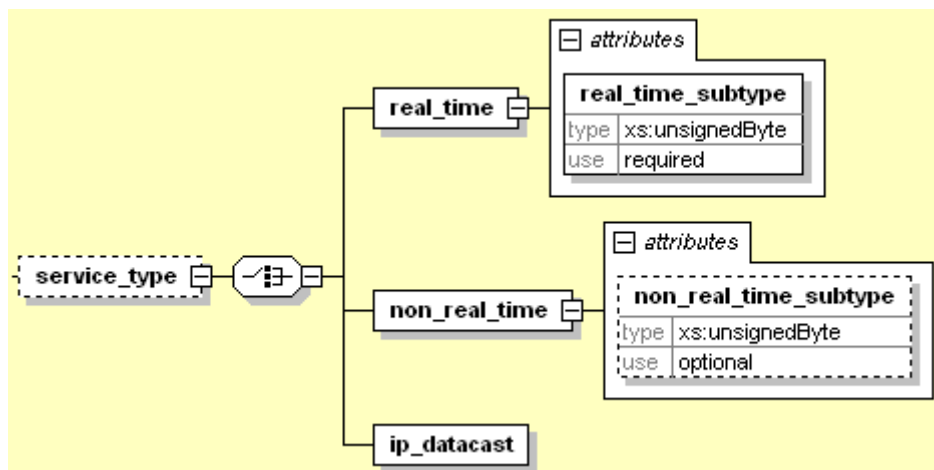 attributes
real_time_subtype
type xs:unsignedByte
use required
real_time
service_type
attributes
non_real_time_subtype
type xs:unsignedByte
use optional
non_real_time
ip_datacast